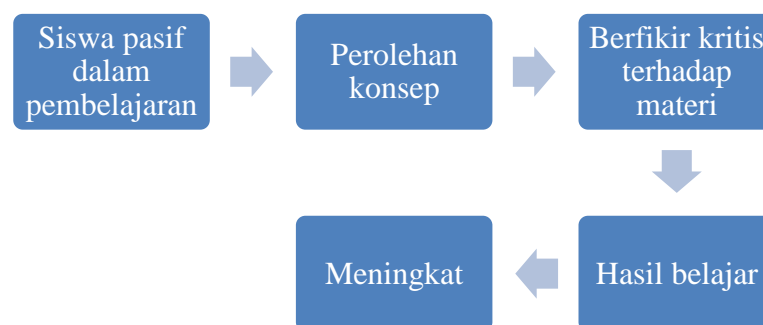 Siswa pasif
dalam
pembelajaran
Perolehan
konsep
Berfikir kritis
terhadap
materi
Hasil belajar
Meningkat